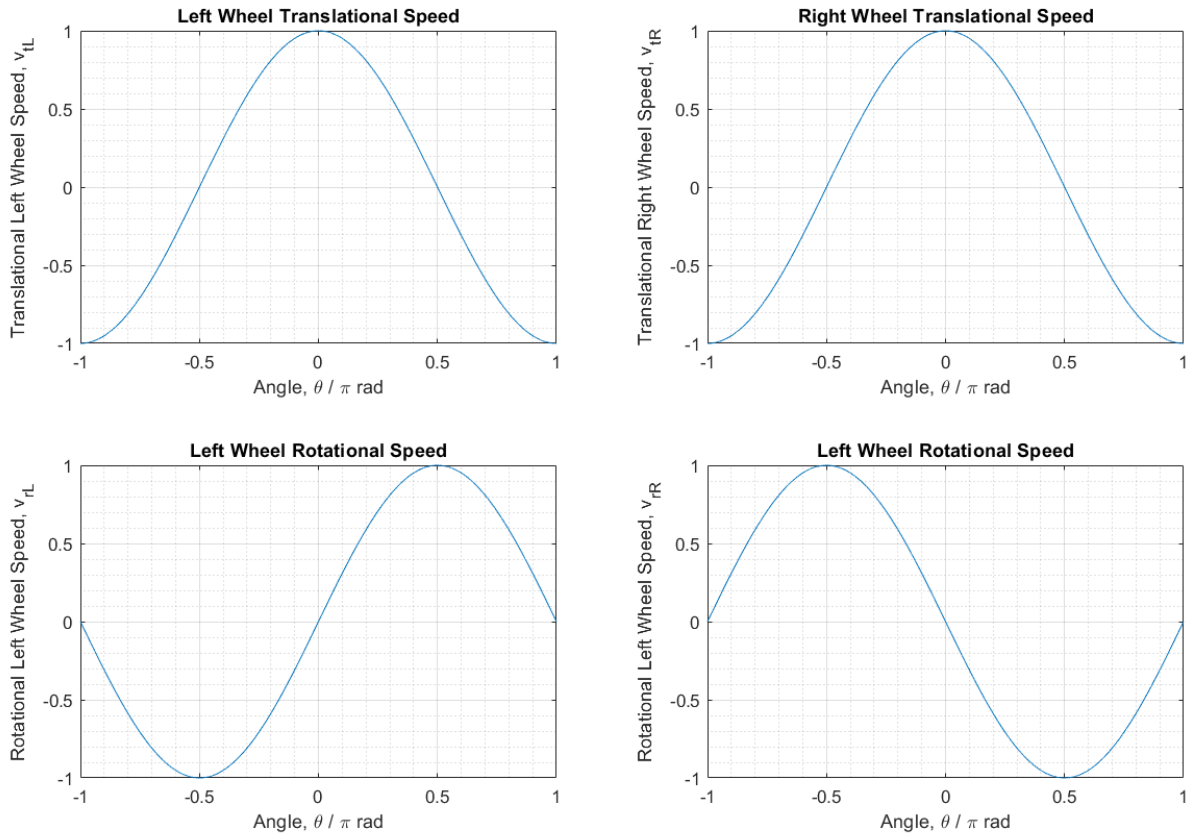 Left Wheel Translational Speed
Translational Left Wheel Speed, v_tL
1
0.5
0
-0.5
-1
-1 -0.5 0 0.5 1
Angle, θ / π rad
Right Wheel Translational Speed
Translational Right Wheel Speed, v_tR
1
0.5
0
-0.5
-1
-1 -0.5 0 0.5 1
Angle, θ / π rad
Left Wheel Rotational Speed
Rotational Left Wheel Speed, v_rL
1
0.5
0
-0.5
-1
-1 -0.5 0 0.5 1
Angle, θ / π rad
Left Wheel Rotational Speed
Rotational Left Wheel Speed, v_rR
1
0.5
0
-0.5
-1
-1 -0.5 0 0.5 1
Angle, θ / π rad